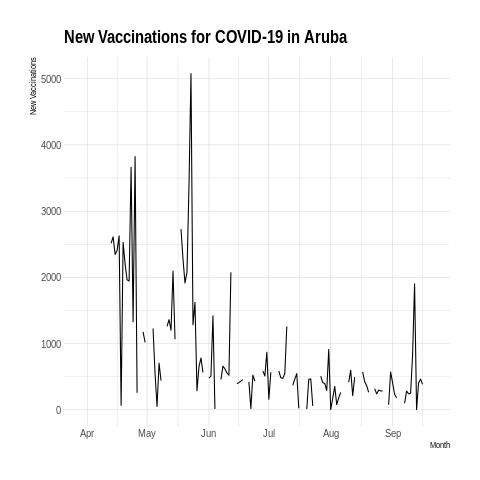 New Vaccinations for COVID-19 in Aruba
New Vaccinations
5000
4000
3000
2000
1000
0
Apr May Jun Jul Aug Sep
Month